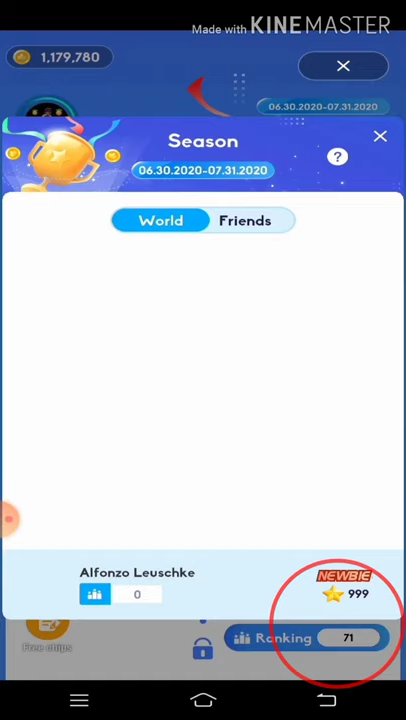 Made with KINEMASTER
1,179,780
06.30.2020-07.31.2020
Season
?
06.30.2020-07.31.2020
World Friends
Alfonzo Leuschke
NEWBIE
0
999
Free chips
Ranking 71